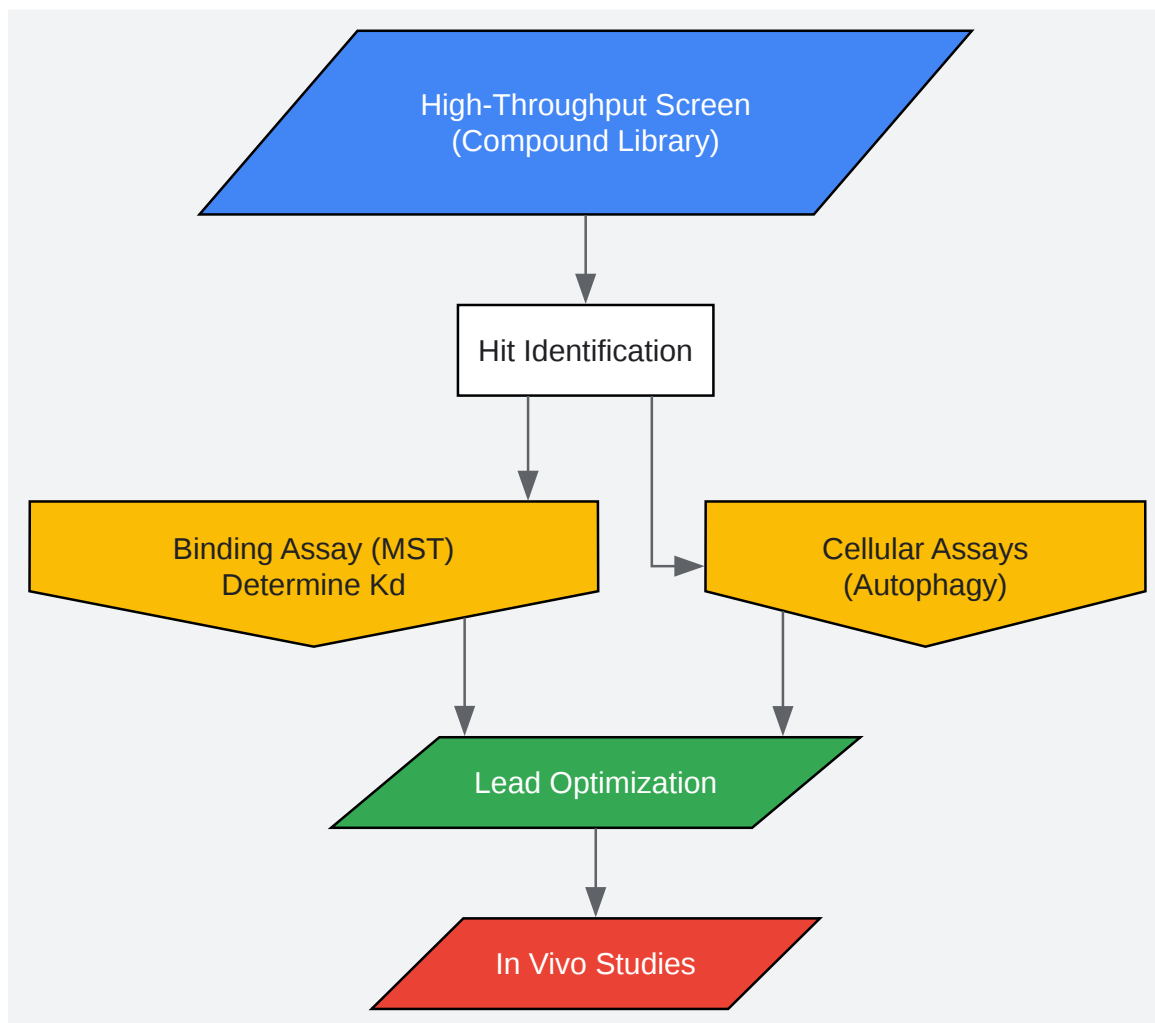 High-Throughput Screen
(Compound Library)
Hit Identification
Binding Assay (MST)
Determine Kd
Cellular Assays
(Autophagy)
Lead Optimization
In Vivo Studies